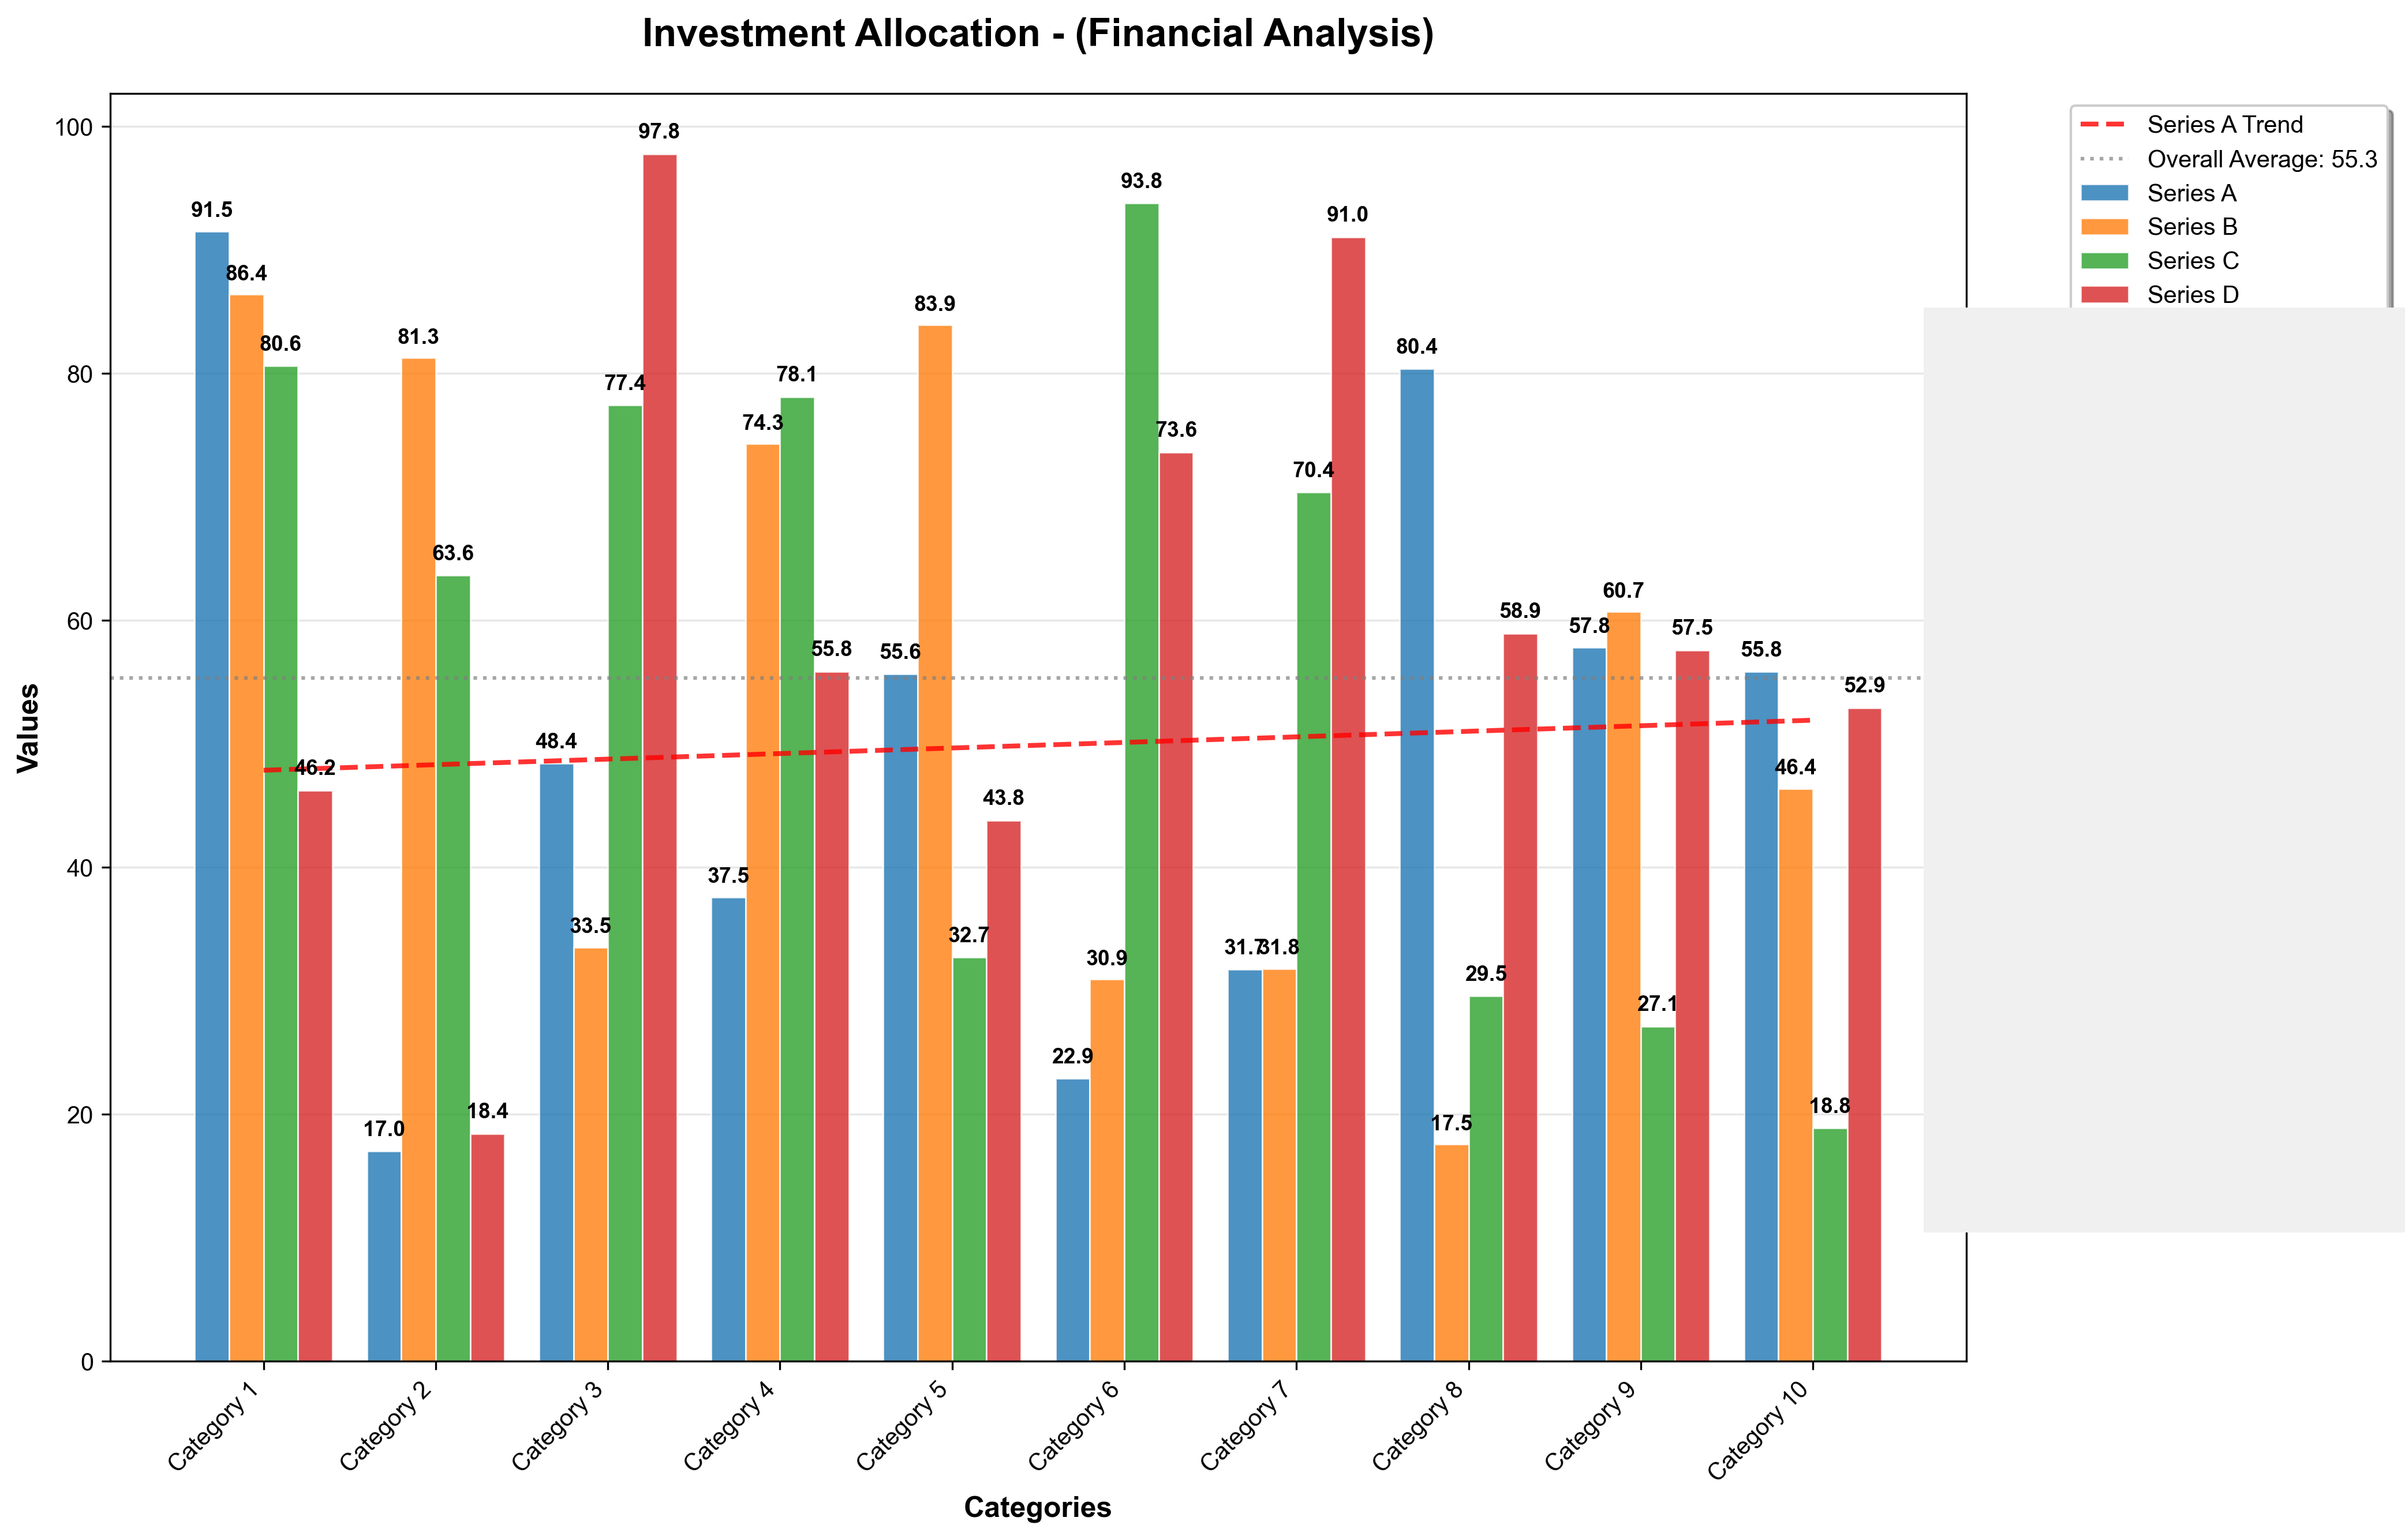 Investment Allocation - (Financial Analysis)
Series A Trend
Overall Average: 55.3
Series A
Series B
Series C
Series D
Values
100
80
60
40
20
0
91.5
86.4
80.6
46.2
17.0
81.3
63.6
18.4
48.4
33.5
77.4
97.8
37.5
74.3
78.1
55.8
55.6
83.9
32.7
43.8
22.9
30.9
93.8
73.6
31.7
31.8
70.4
91.0
80.4
17.5
29.5
58.9
57.8
60.7
27.1
57.5
55.8
46.4
18.8
52.9
Category 1
Category 2
Category 3
Category 4
Category 5
Category 6
Category 7
Category 8
Category 9
Category 10
Categories